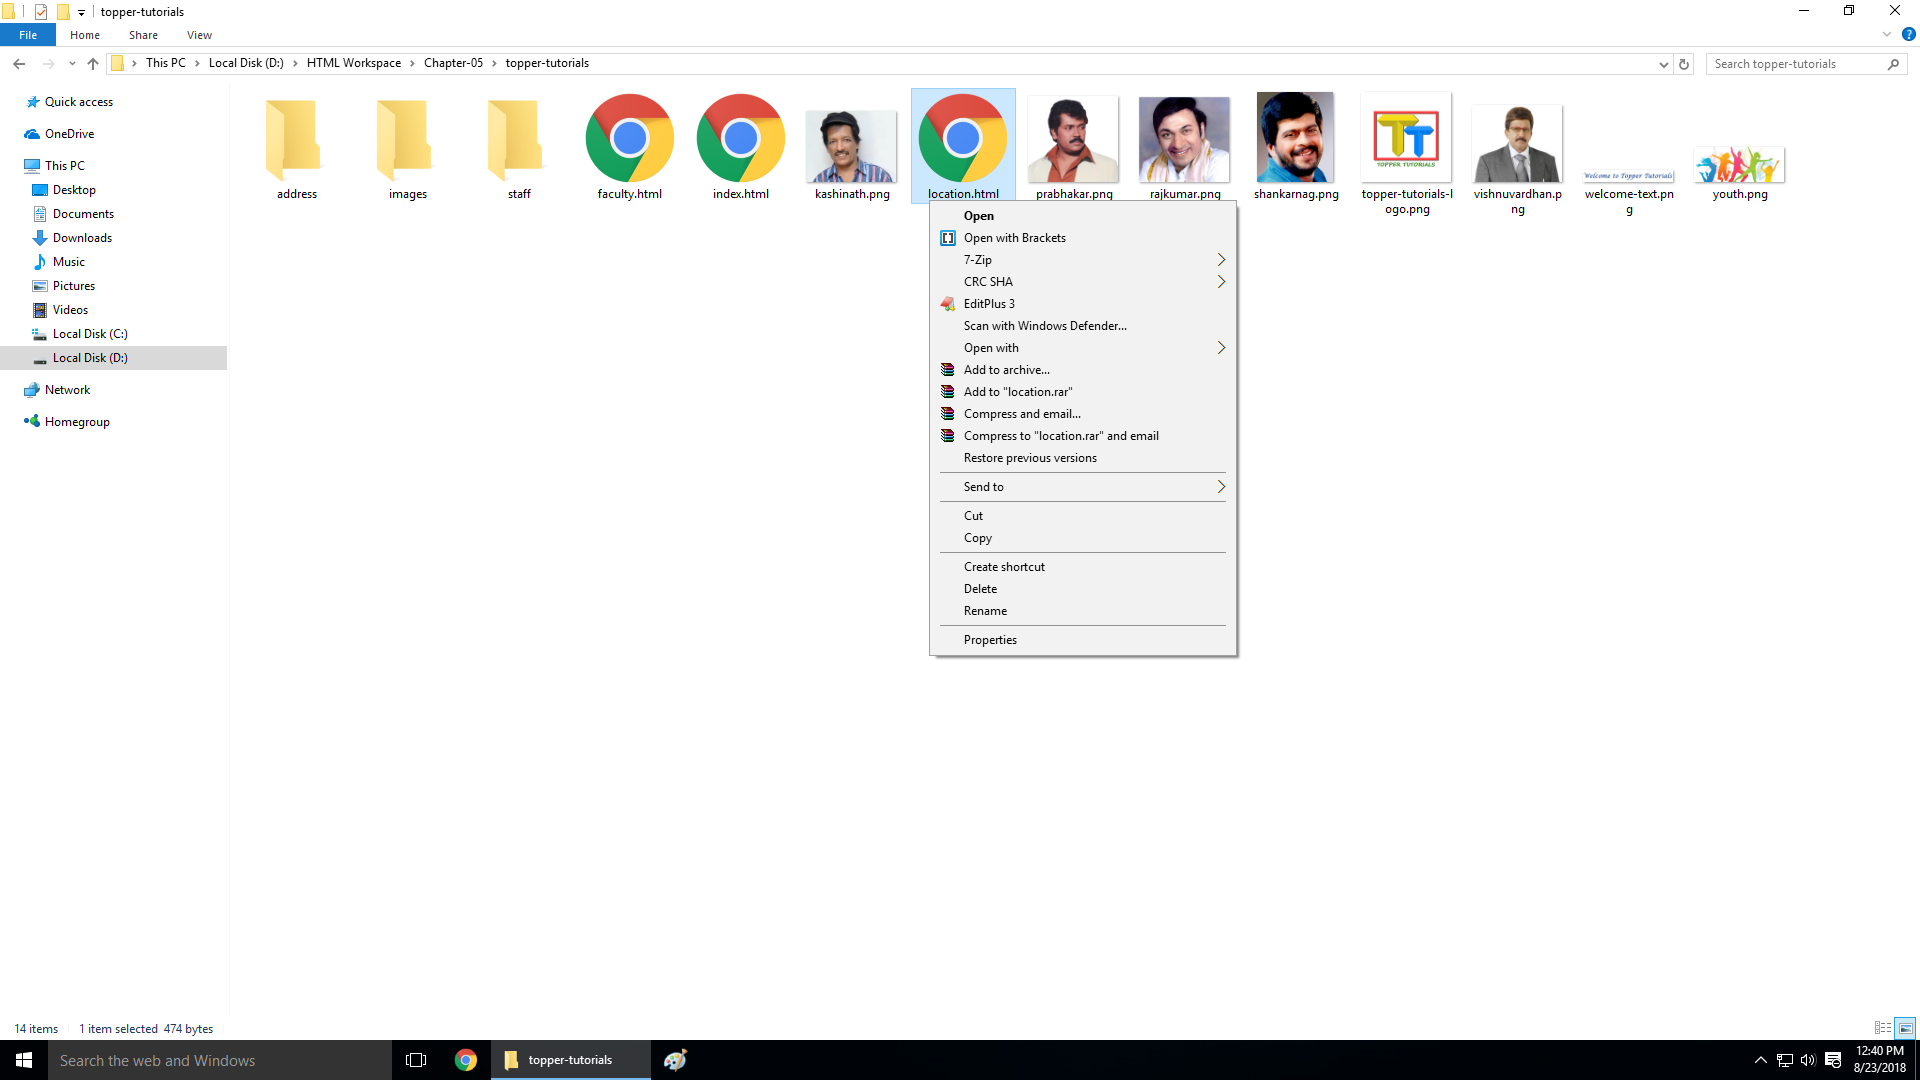 topper-tutorials
File Home Share View
This PC Local Disk (D:) HTML Workspace Chapter-05 topper-tutorials
Search topper-tutorials
Quick access
OneDrive
This PC
Desktop
Documents
Downloads
Music
Pictures
Videos
Local Disk (C:)
Local Disk (D:)
Network
Homegroup
TT
TOPPER TUTORIALS
Welcome to Topper Tutorials
address
images
staff
faculty.html
index.html
kashinath.png
location.html
prabhakar.png
rajkumar.png
shankarnag.png
topper-tutorials-l
ogo.png
vishnuvardhan.p
ng
welcome-text.pn
g
youth.png
Open
Open with Brackets
7-Zip
CRC SHA
EditPlus 3
Scan with Windows Defender...
Open with
Add to archive...
Add to "location.rar"
Compress and email...
Compress to "location.rar" and email
Restore previous versions
Send to
Cut
Copy
Create shortcut
Delete
Rename
Properties
14 items 1 item selected 474 bytes
Search the web and Windows
topper-tutorials
12:40 PM
8/23/2018